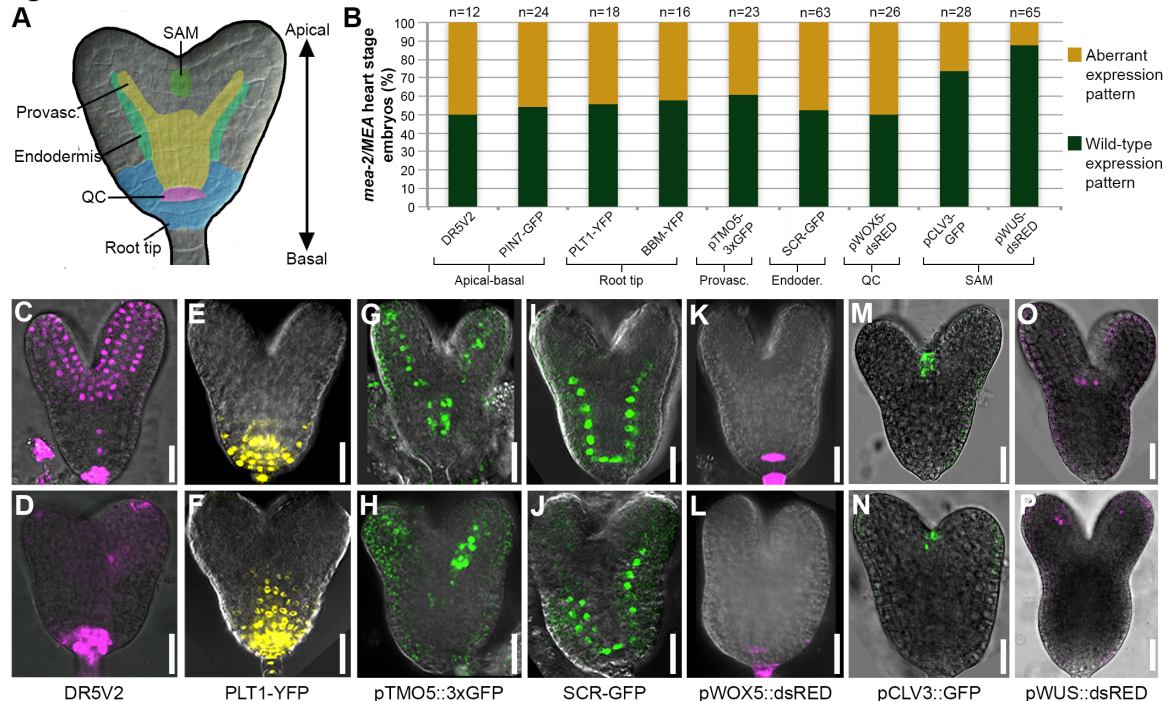 A
SAM
Apical
Provasc.
Endodermis
QC
Root tip
Basal
B
n=12 n=24 n=18 n=16 n=23 n=63 n=26 n=28 n=65
mea-2/MEA heart stage
embryos (%)
100
90
80
70
60
50
40
30
20
10
0
Aberrant
expression
pattern
Wild-type
expression
pattern
DR5V2
PIN7-GFP
PLT1-YFP
BBM-YFP
pTMO5-
3xGFP
SCR-GFP
pWOX5-
dsRED
pCLV3-
GFP
pWUS-
dsRED
Apical-basal Root tip Provasc. Endoder. QC SAM
C E G I K M O
D F H J L N P
DR5V2 PLT1-YFP pTMO5::3xGFP SCR-GFP pWOX5::dsRED pCLV3::GFP pWUS::dsRED